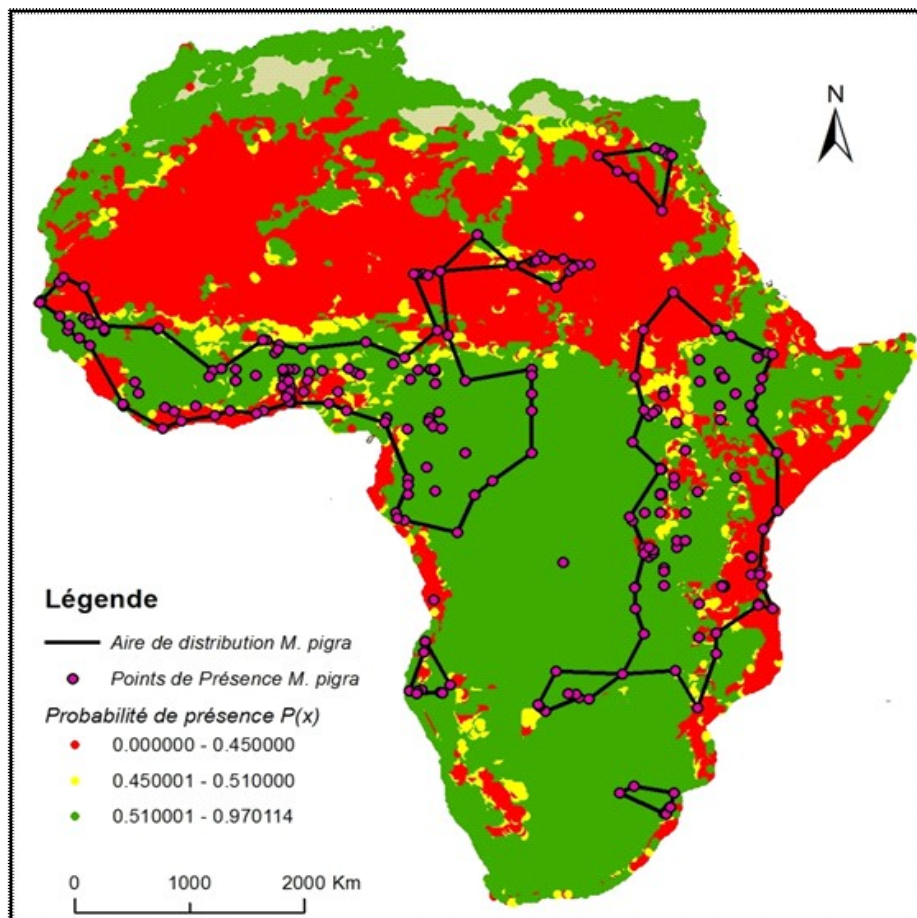 N
Légende
Aire de distribution M. pigra
Points de Présence M. pigra
Probabilité de présence P(x)
0.000000 - 0.450000
0.450001 - 0.510000
0.510001 - 0.970114
0 1000 2000 Km